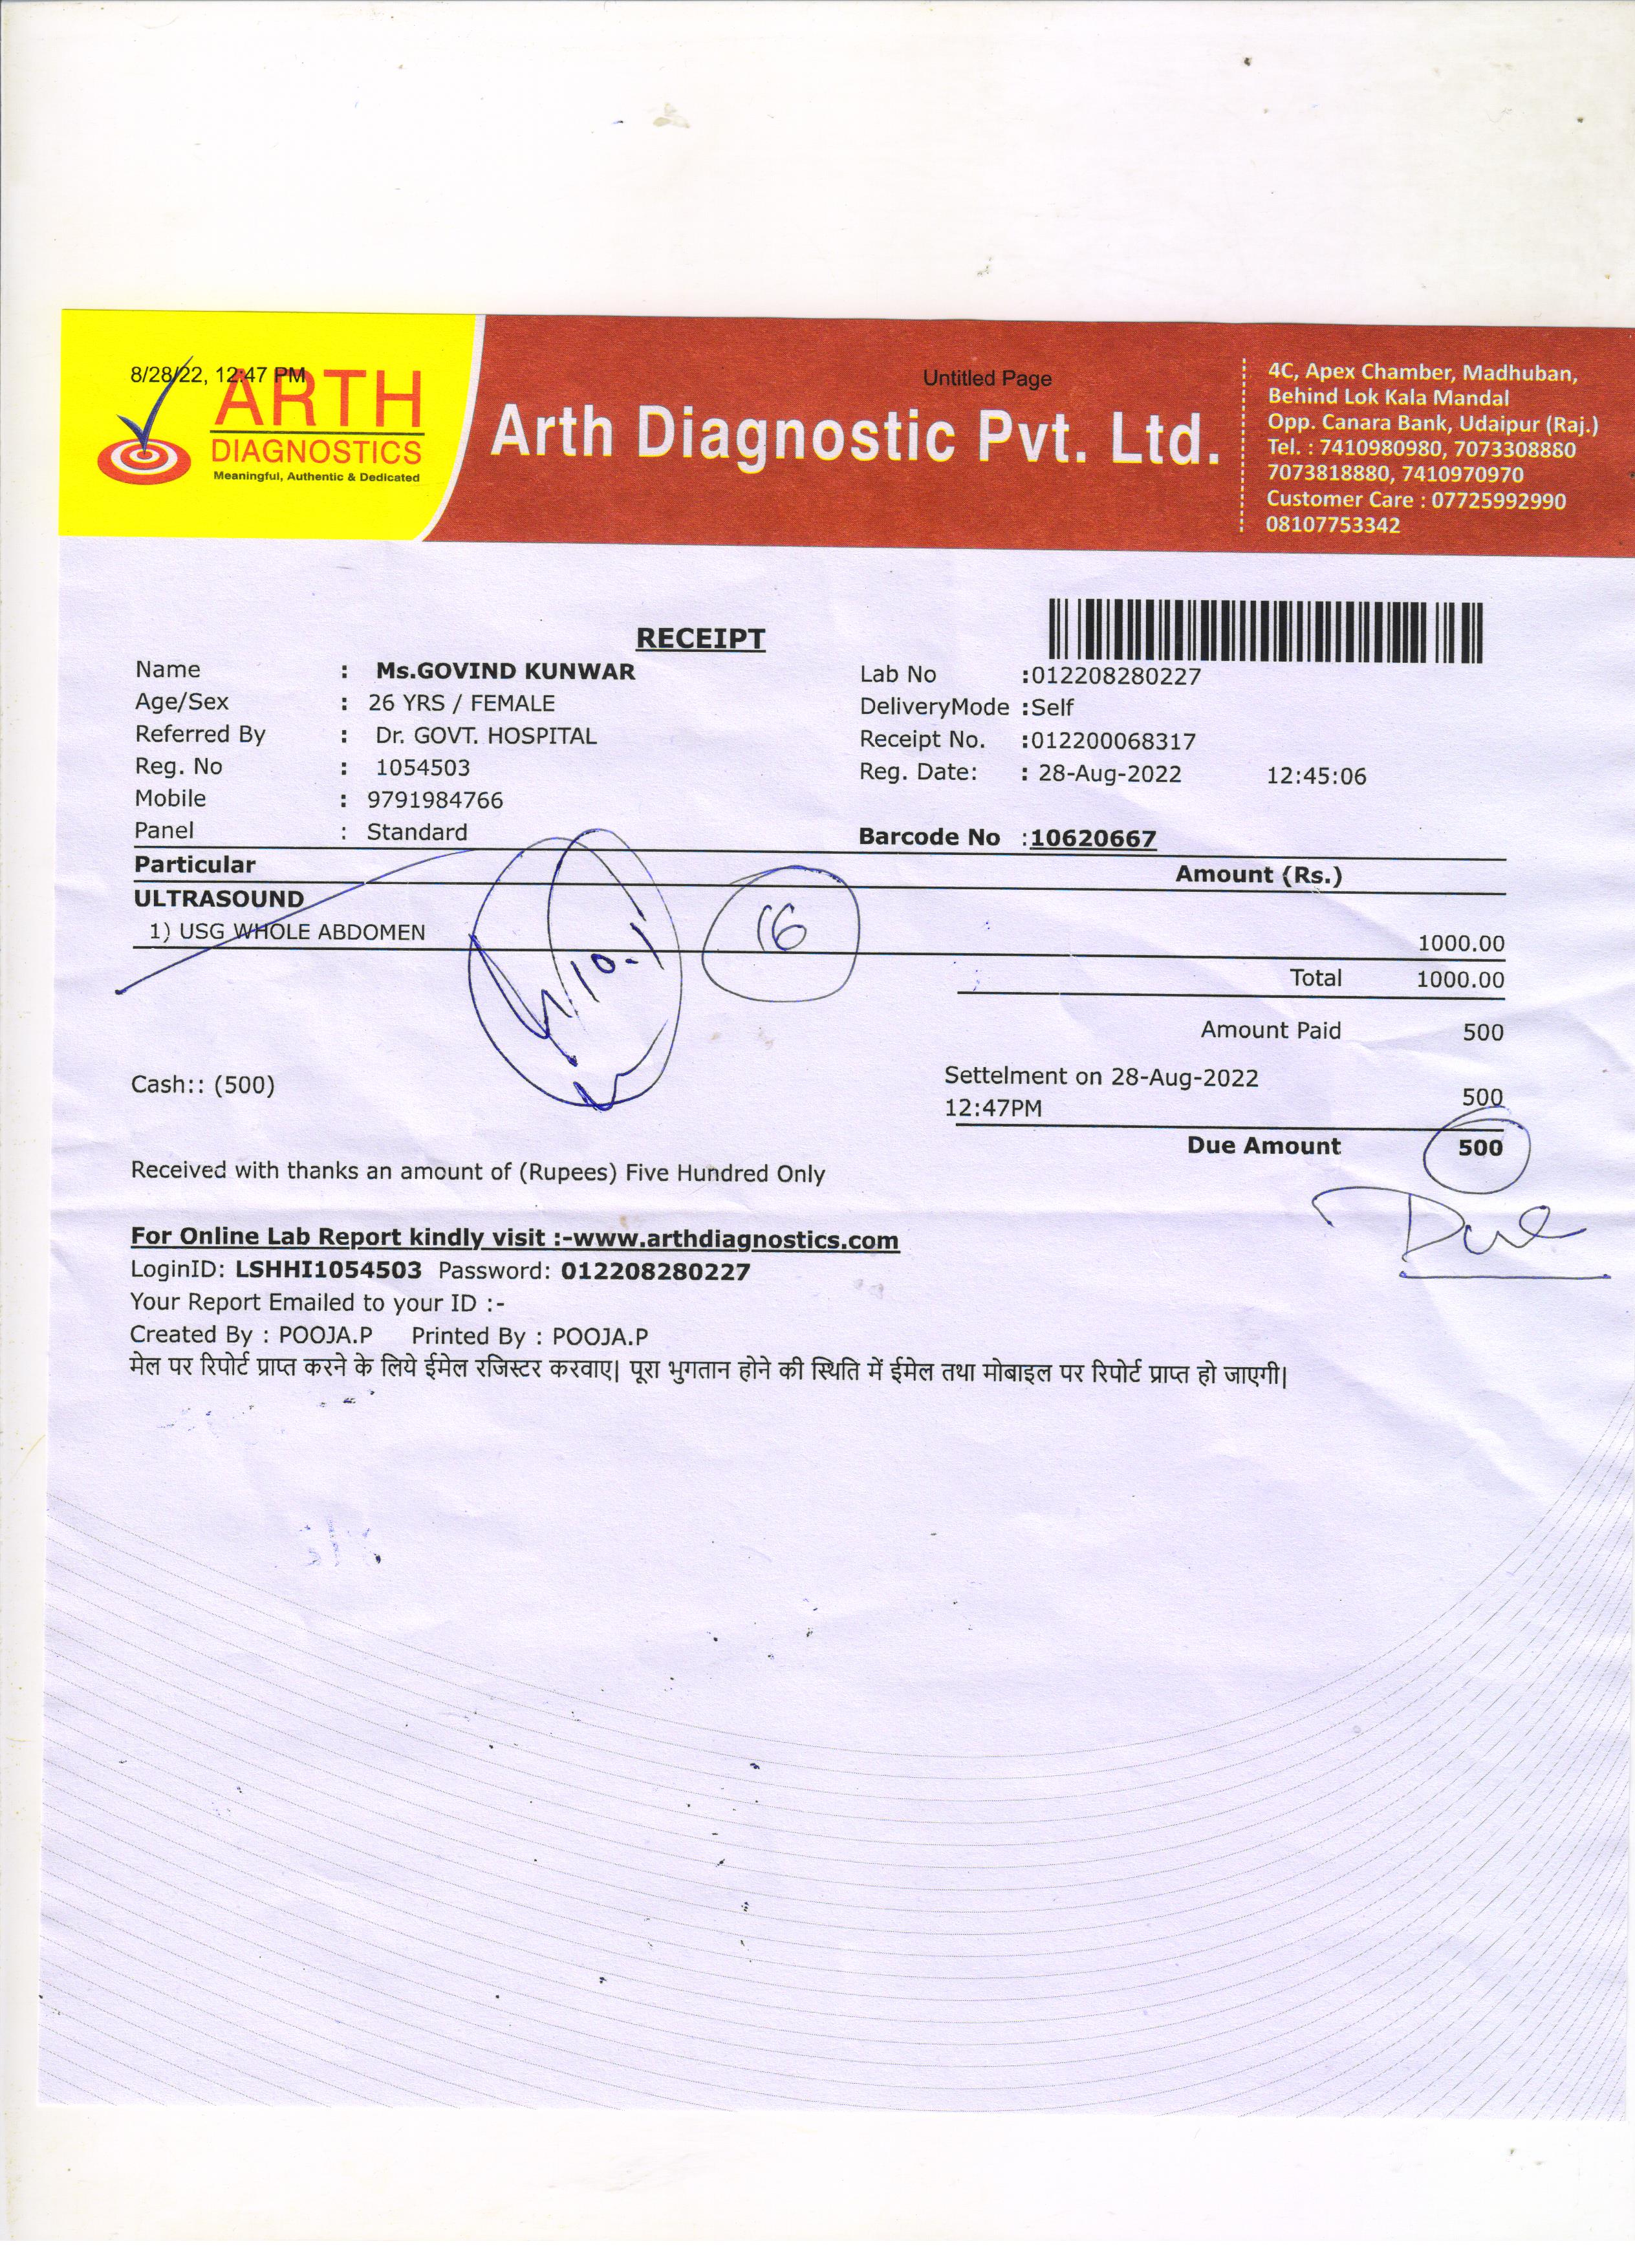 8/28/22, 12:47 PM
Untitled Page
ARTH
DIAGNOSTICS
Meaningful, Authentic & Dedicated
Arth Diagnostic Pvt. Ltd.
4C, Apex Chamber, Madhuban,
Behind Lok Kala Mandal
Opp. Canara Bank, Udaipur (Raj.)
Tel. : 7410980980, 7073308880
7073818880, 7410970970
Customer Care : 07725992990
08107753342
RECEIPT
Name : Ms.GOVIND KUNWAR
Lab No :012208280227
Age/Sex : 26 YRS / FEMALE
DeliveryMode :Self
Referred By : Dr. GOVT. HOSPITAL
Receipt No. :012200068317
Reg. No : 1054503
Reg. Date: : 28-Aug-2022 12:45:06
Mobile : 9791984766
Panel : Standard
Barcode No :10620667
Particular Amount (Rs.)
ULTRASOUND
1) USG WHOLE ABDOMEN 1000.00
16
Total 1000.00
Amount Paid 500
Cash:: (500)
Settelment on 28-Aug-2022
12:47PM 500
Due Amount 500
Due
Received with thanks an amount of (Rupees) Five Hundred Only
For Online Lab Report kindly visit :-www.arthdiagnostics.com
LoginID: LSHHI1054503 Password: 012208280227
Your Report Emailed to your ID :-
Created By : POOJA.P Printed By : POOJA.P
मेल पर रिपोर्ट प्राप्त करने के लिये ईमेल रजिस्टर करवाए| पूरा भुगतान होने की स्थिति में ईमेल तथा मोबाइल पर रिपोर्ट प्राप्त हो जाएगी|